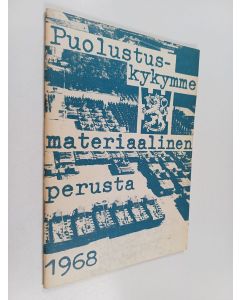 Puolustus-
kykymme
materiaalinen
perusta
1968